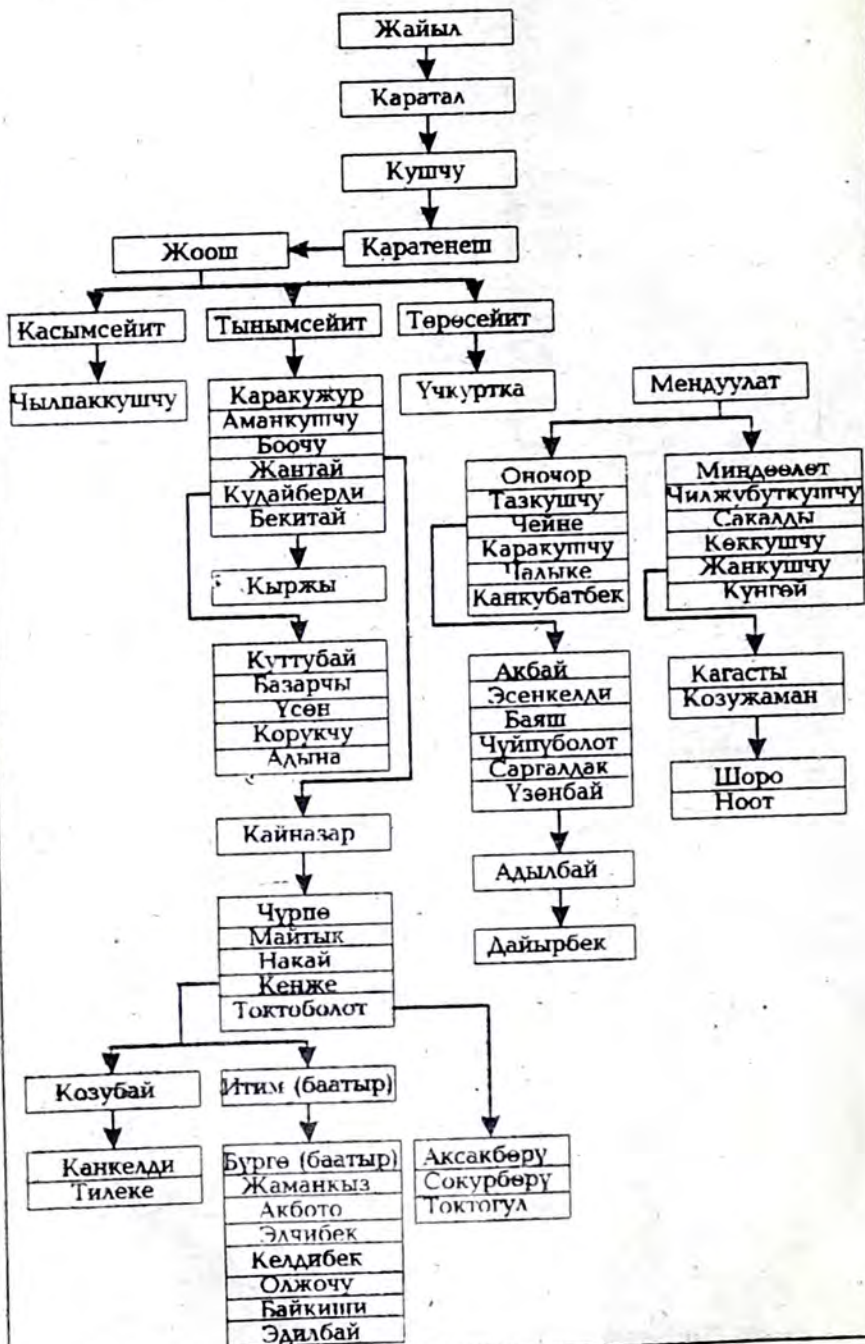 Жайыл
Каратал
Кушчу
Каратенеш
Жоош
Касымсейит
Тынымсейит
Төрөсейит
Чылпаккушчу
Каракужур
Аманкушчу
Боочу
Жантай
Кудайберди
Бекитай
Үчкуртка
Мендуулат
Оночор
Тазкушчу
Чейне
Каракушчу
Чалыке
Канкубатбек
Миңдөөлөт
Чилжүбуткушчу
Сакалды
Көккушчу
Жанкушчу
Күнгөй
Кыржы
Куттубай
Базарчы
Үсөн
Корукчу
Адына
Акбай
Эсенкелди
Баяш
Чүйпүболот
Саргалдак
Үзөнбай
Кагасты
Козужаман
Шоро
Ноот
Кайназар
Адылбай
Дайырбек
Чүрпө
Майтык
Накай
Кенже
Токтоболот
Козубай
Итим (баатыр)
Канкелди
Тилеке
Бүргө (баатыр)
Жаманкыз
Акбото
Элчибек
Келдибек
Олжочу
Байкиши
Эдилбай
Аксакбөрү
Сокурбөрү
Токтогул